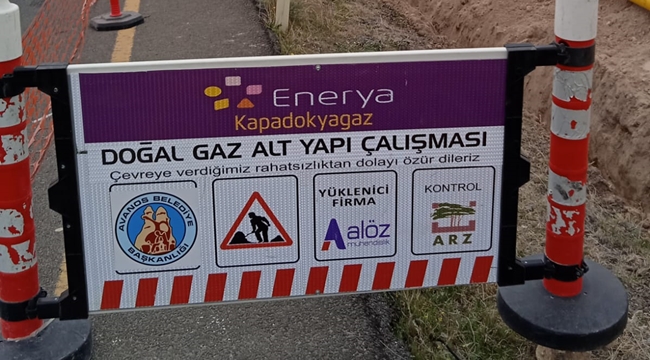 Enerya
Kapadokyagaz
DOĞAL GAZ ALT YAPI ÇALIŞMASI
Çevreye verdiğimiz rahatsızlıktan dolayı özür dileriz
AVANOS BELEDİYE BAŞKANLIĞI
YÜKLENİCİ
FİRMA
alöz
mühendislik
KONTROL
ARZ